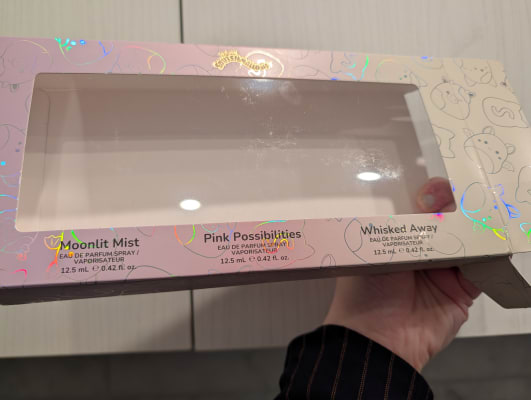 Moonlit Mist
EAU DE PARFUM SPRAY /
VAPORISATEUR
12.5 mL ℮ 0.42 fl. oz.
Pink Possibilities
EAU DE PARFUM SPRAY /
VAPORISATEUR
12.5 mL ℮ 0.42 fl. oz.
Whisked Away
EAU DE PARFUM SPRAY /
VAPORISATEUR
12.5 mL ℮ 0.42 fl. oz.